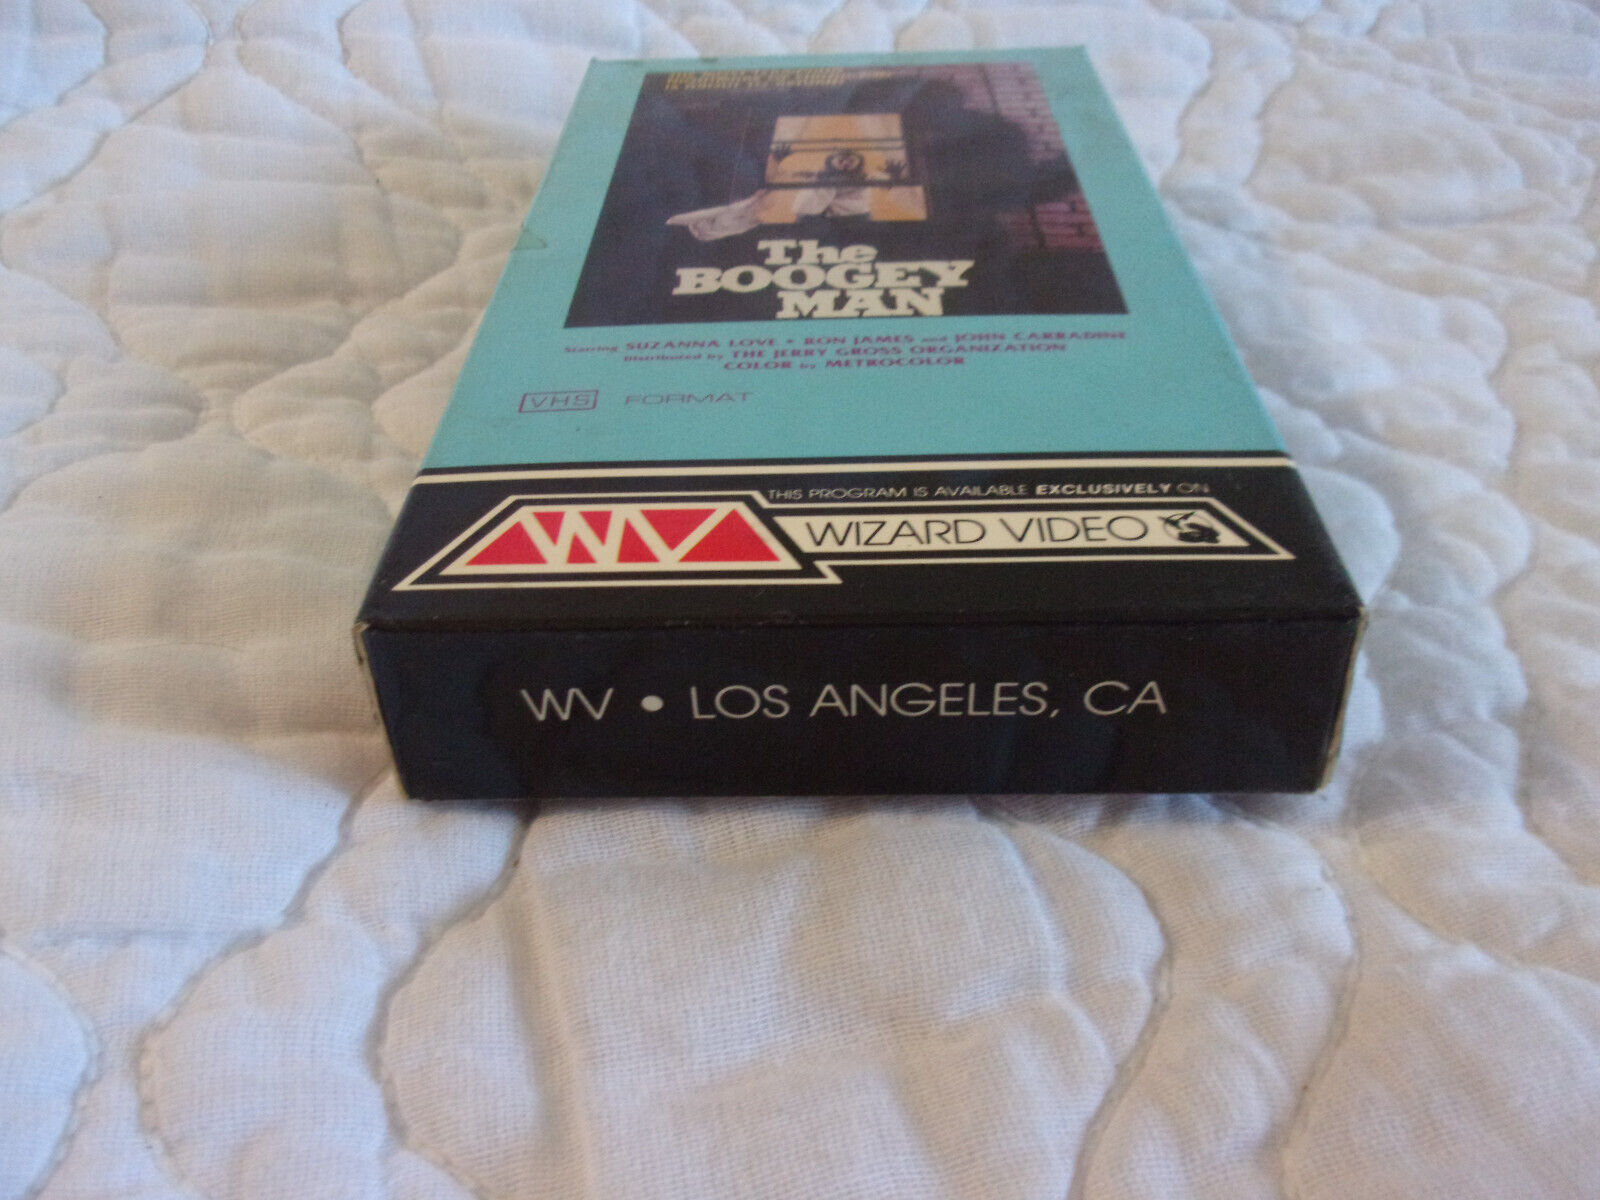 The
BOOGEY
MAN
Starring SUZANNA LOVE • RON JAMES and JOHN CARRADINE
Distributed by THE JERRY GROSS ORGANIZATION
COLOR by METROCOLOR
VHS FORMAT
THIS PROGRAM IS AVAILABLE EXCLUSIVELY ON
WV WIZARD VIDEO
WV • LOS ANGELES, CA